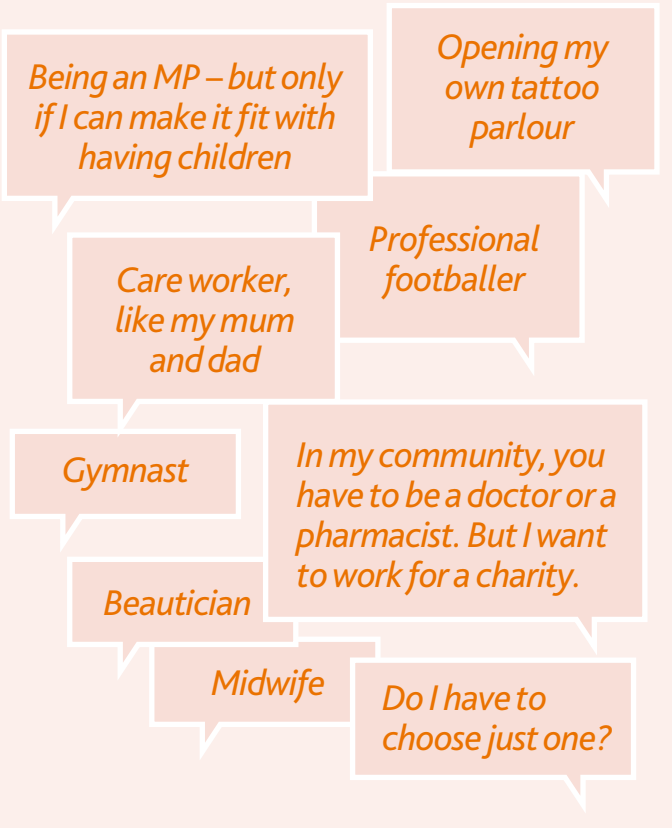 Being an MP – but only
if I can make it fit with
having children
Opening my
own tattoo
parlour
Professional
footballer
Care worker,
like my mum
and dad
Gymnast
In my community, you
have to be a doctor or a
pharmacist. But I want
to work for a charity.
Beautician
Midwife
Do I have to
choose just one?